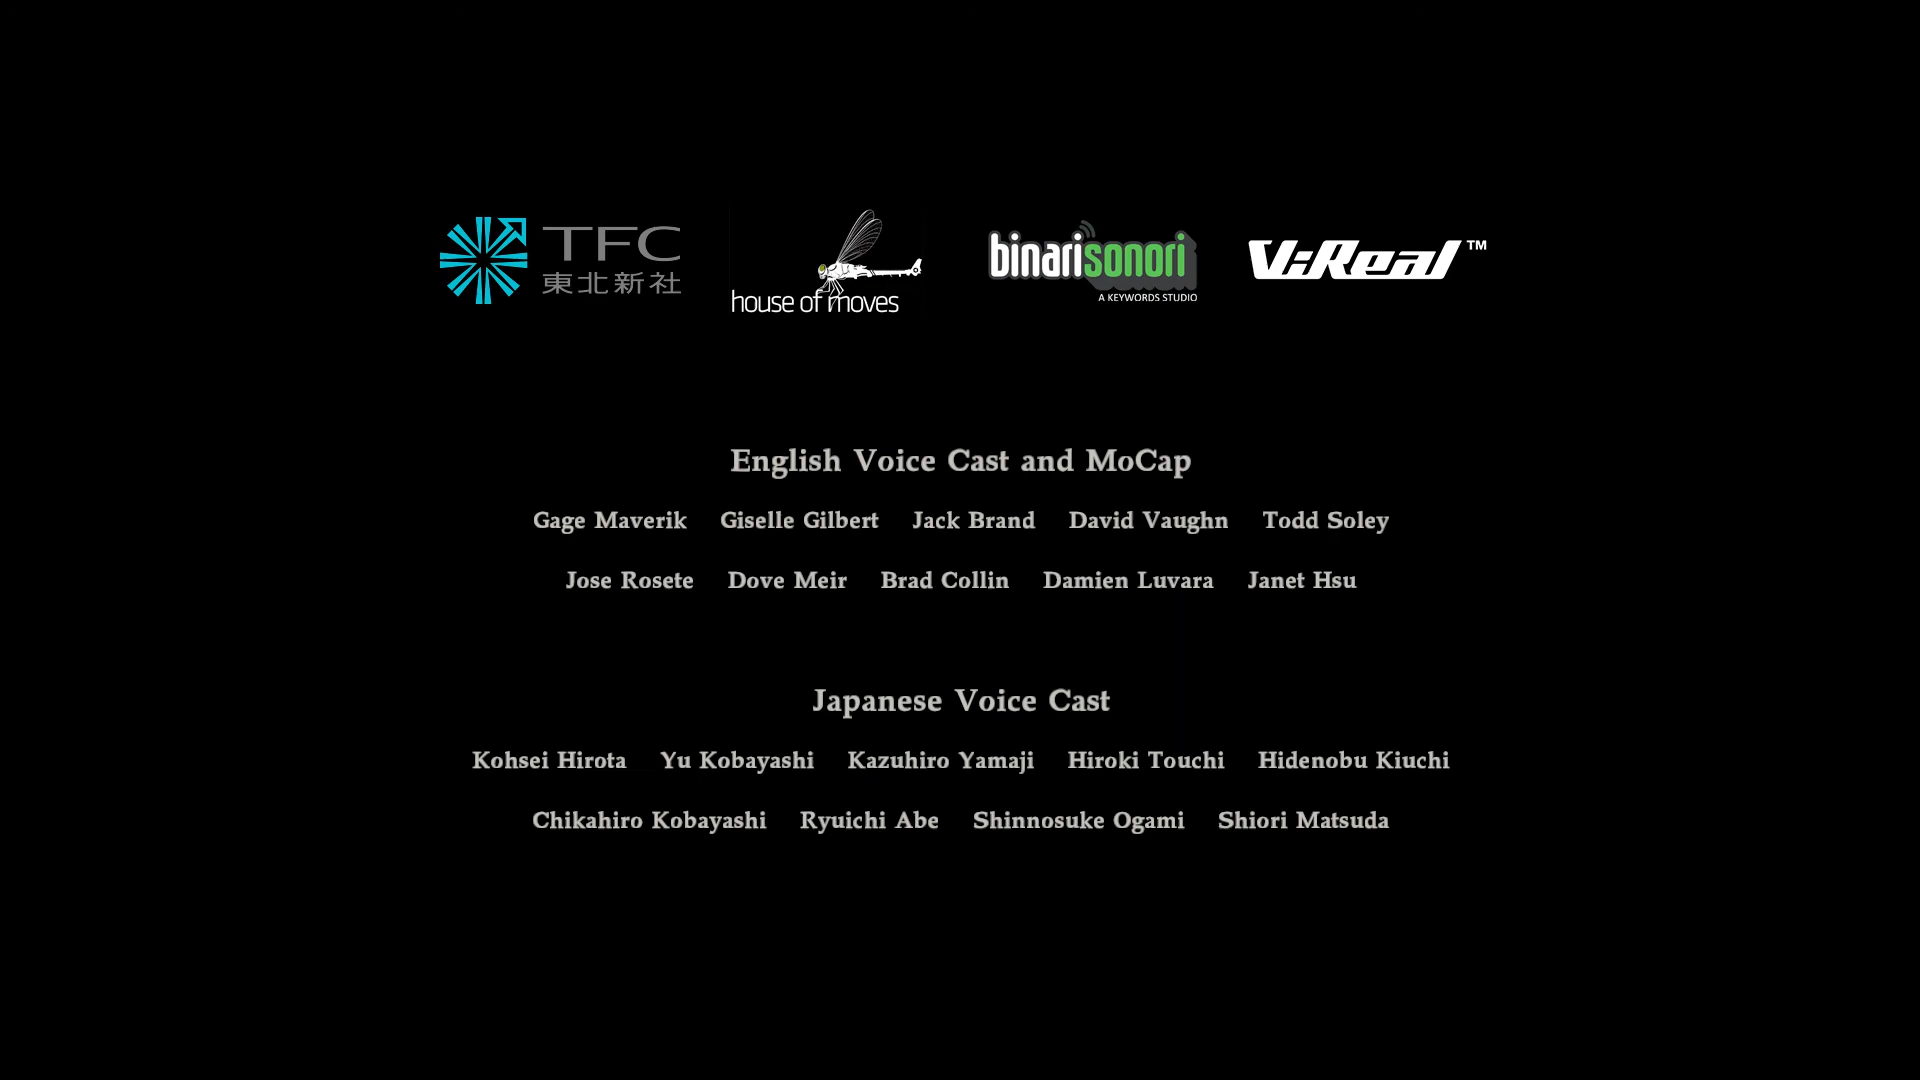 TFC
東北新社
house of moves
binarisonori
A KEYWORDS STUDIO
ViReal™
English Voice Cast and MoCap
Gage Maverik Giselle Gilbert Jack Brand David Vaughn Todd Soley
Jose Rosete Dove Meir Brad Collin Damien Luvara Janet Hsu
Japanese Voice Cast
Kohsei Hirota Yu Kobayashi Kazuhiro Yamaji Hiroki Touchi Hidenobu Kiuchi
Chikahiro Kobayashi Ryuichi Abe Shinnosuke Ogami Shiori Matsuda